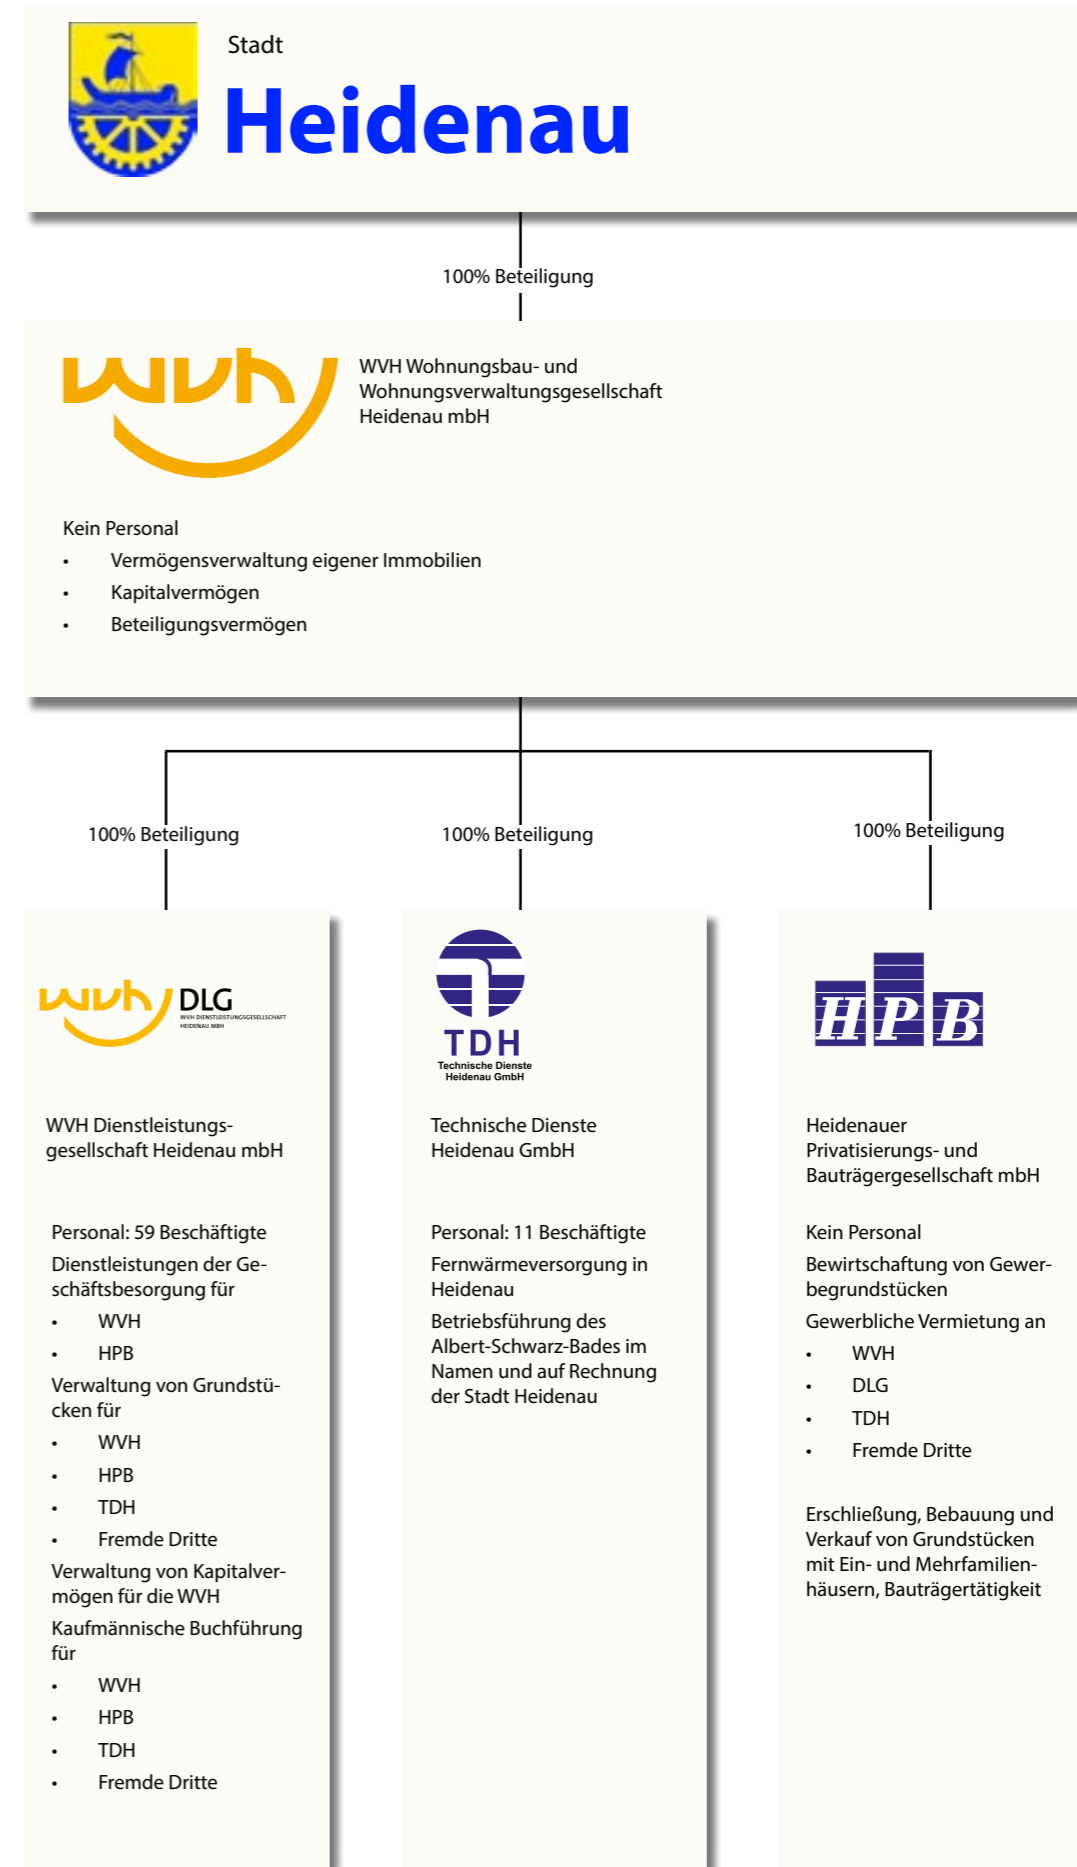 Stadt
Heidenau
100% Beteiligung
wvh
WVH Wohnungsbau- und
Wohnungsverwaltungsgesellschaft
Heidenau mbH
Kein Personal
• Vermögensverwaltung eigener Immobilien
• Kapitalvermögen
• Beteiligungsvermögen
100% Beteiligung
100% Beteiligung
100% Beteiligung
wvh DLG
WVH DIENSTLEISTUNGSGESELLSCHAFT
HEIDENAU MBH
WVH Dienstleistungs-
gesellschaft Heidenau mbH
Personal: 59 Beschäftigte
Dienstleistungen der Ge-
schäftsbesorgung für
• WVH
• HPB
Verwaltung von Grundstü-
cken für
• WVH
• HPB
• TDH
• Fremde Dritte
Verwaltung von Kapitalver-
mögen für die WVH
Kaufmännische Buchführung
für
• WVH
• HPB
• TDH
• Fremde Dritte
TDH
Technische Dienste
Heidenau GmbH
Technische Dienste
Heidenau GmbH
Personal: 11 Beschäftigte
Fernwärmeversorgung in
Heidenau
Betriebsführung des
Albert-Schwarz-Bades im
Namen und auf Rechnung
der Stadt Heidenau
HPB
Heidenauer
Privatisierungs- und
Bauträgergesellschaft mbH
Kein Personal
Bewirtschaftung von Gewer-
begrundstücken
Gewerbliche Vermietung an
• WVH
• DLG
• TDH
• Fremde Dritte
Erschließung, Bebauung und
Verkauf von Grundstücken
mit Ein- und Mehrfamilien-
häusern, Bauträgertätigkeit